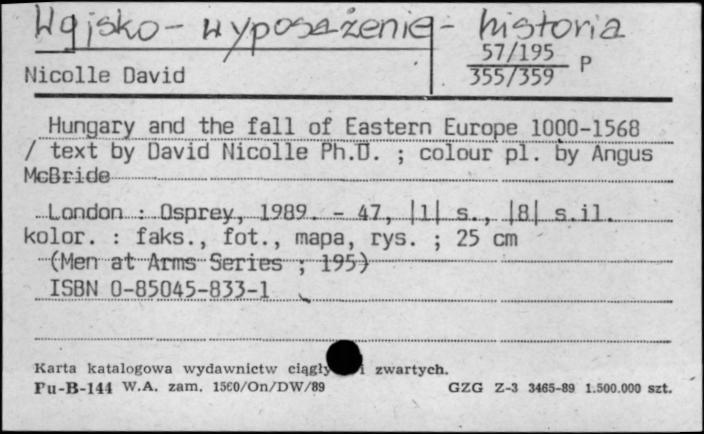 Wojsko - wyposażenie - historia
57/195
355/359 P
Nicolle David
Hungary and the fall of Eastern Europe 1000-1568
/ text by David Nicolle Ph.D. ; colour pl. by Angus
McBride
London : Osprey, 1989. - 47, |1| s., |8| s.il.
kolor. : faks., fot., mapa, rys. ; 25 cm
(Men at Arms Series ; 195)
ISBN 0-85045-833-1
Karta katalogowa wydawnictw ciągły i zwartych.
Pu-B-144 W.A. zam. 1560/On/DW/89 GZG Z-3 3465-89 1.500.000 szt.